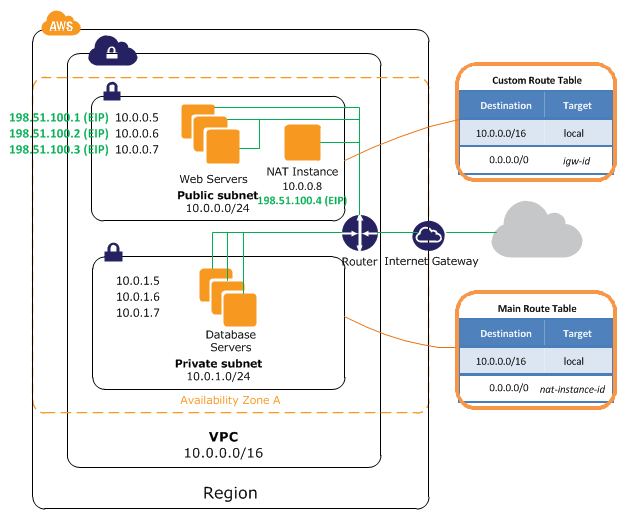 AWS
198.51.100.1 (EIP) 10.0.0.5
198.51.100.2 (EIP) 10.0.0.6
198.51.100.3 (EIP) 10.0.0.7
Web Servers
Public subnet
10.0.0.0/24
NAT Instance
10.0.0.8
198.51.100.4 (EIP)
Custom Route Table
Destination Target
10.0.0.0/16 local
0.0.0.0/0 igw-id
Router
Internet Gateway
10.0.1.5
10.0.1.6
10.0.1.7
Database
Servers
Private subnet
10.0.1.0/24
Availability Zone A
Main Route Table
Destination Target
10.0.0.0/16 local
0.0.0.0/0 nat-instance-id
VPC
10.0.0.0/16
Region